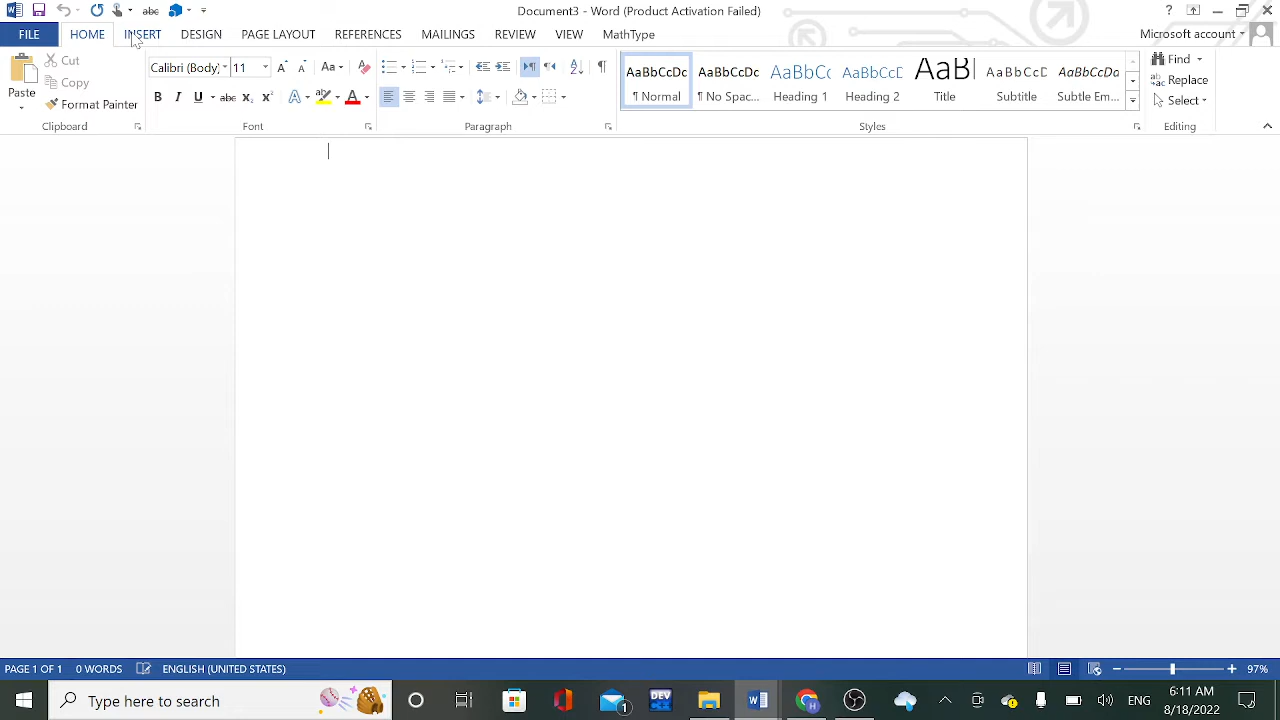 Document3 - Word (Product Activation Failed)
FILE HOME INSERT DESIGN PAGE LAYOUT REFERENCES MAILINGS REVIEW VIEW MathType Microsoft account
Paste
Cut
Copy
Format Painter
Clipboard
Calibri (Body) 11
Font
Paragraph
AaBbCcDc AaBbCcDc AaBbCc AaBbCcD AaBb AaBbCcD AaBbCcDa
¶ Normal ¶ No Spac... Heading 1 Heading 2 Title Subtitle Subtle Em...
Styles
Find
Replace
Select
Editing
PAGE 1 OF 1 0 WORDS ENGLISH (UNITED STATES) 97%
Type here to search
DEV
1
ENG
6:11 AM
8/18/2022